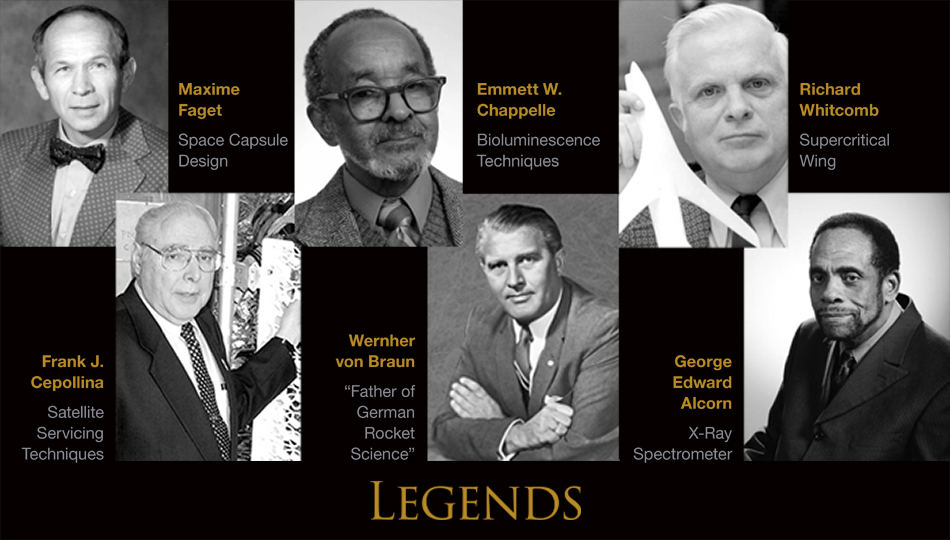 Maxime
Faget
Space Capsule
Design
Emmett W.
Chappelle
Bioluminescence
Techniques
Richard
Whitcomb
Supercritical
Wing
Frank J.
Cepollina
Satellite
Servicing
Techniques
Wernher
von Braun
“Father of
German
Rocket
Science”
George
Edward
Alcorn
X-Ray
Spectrometer
LEGENDS